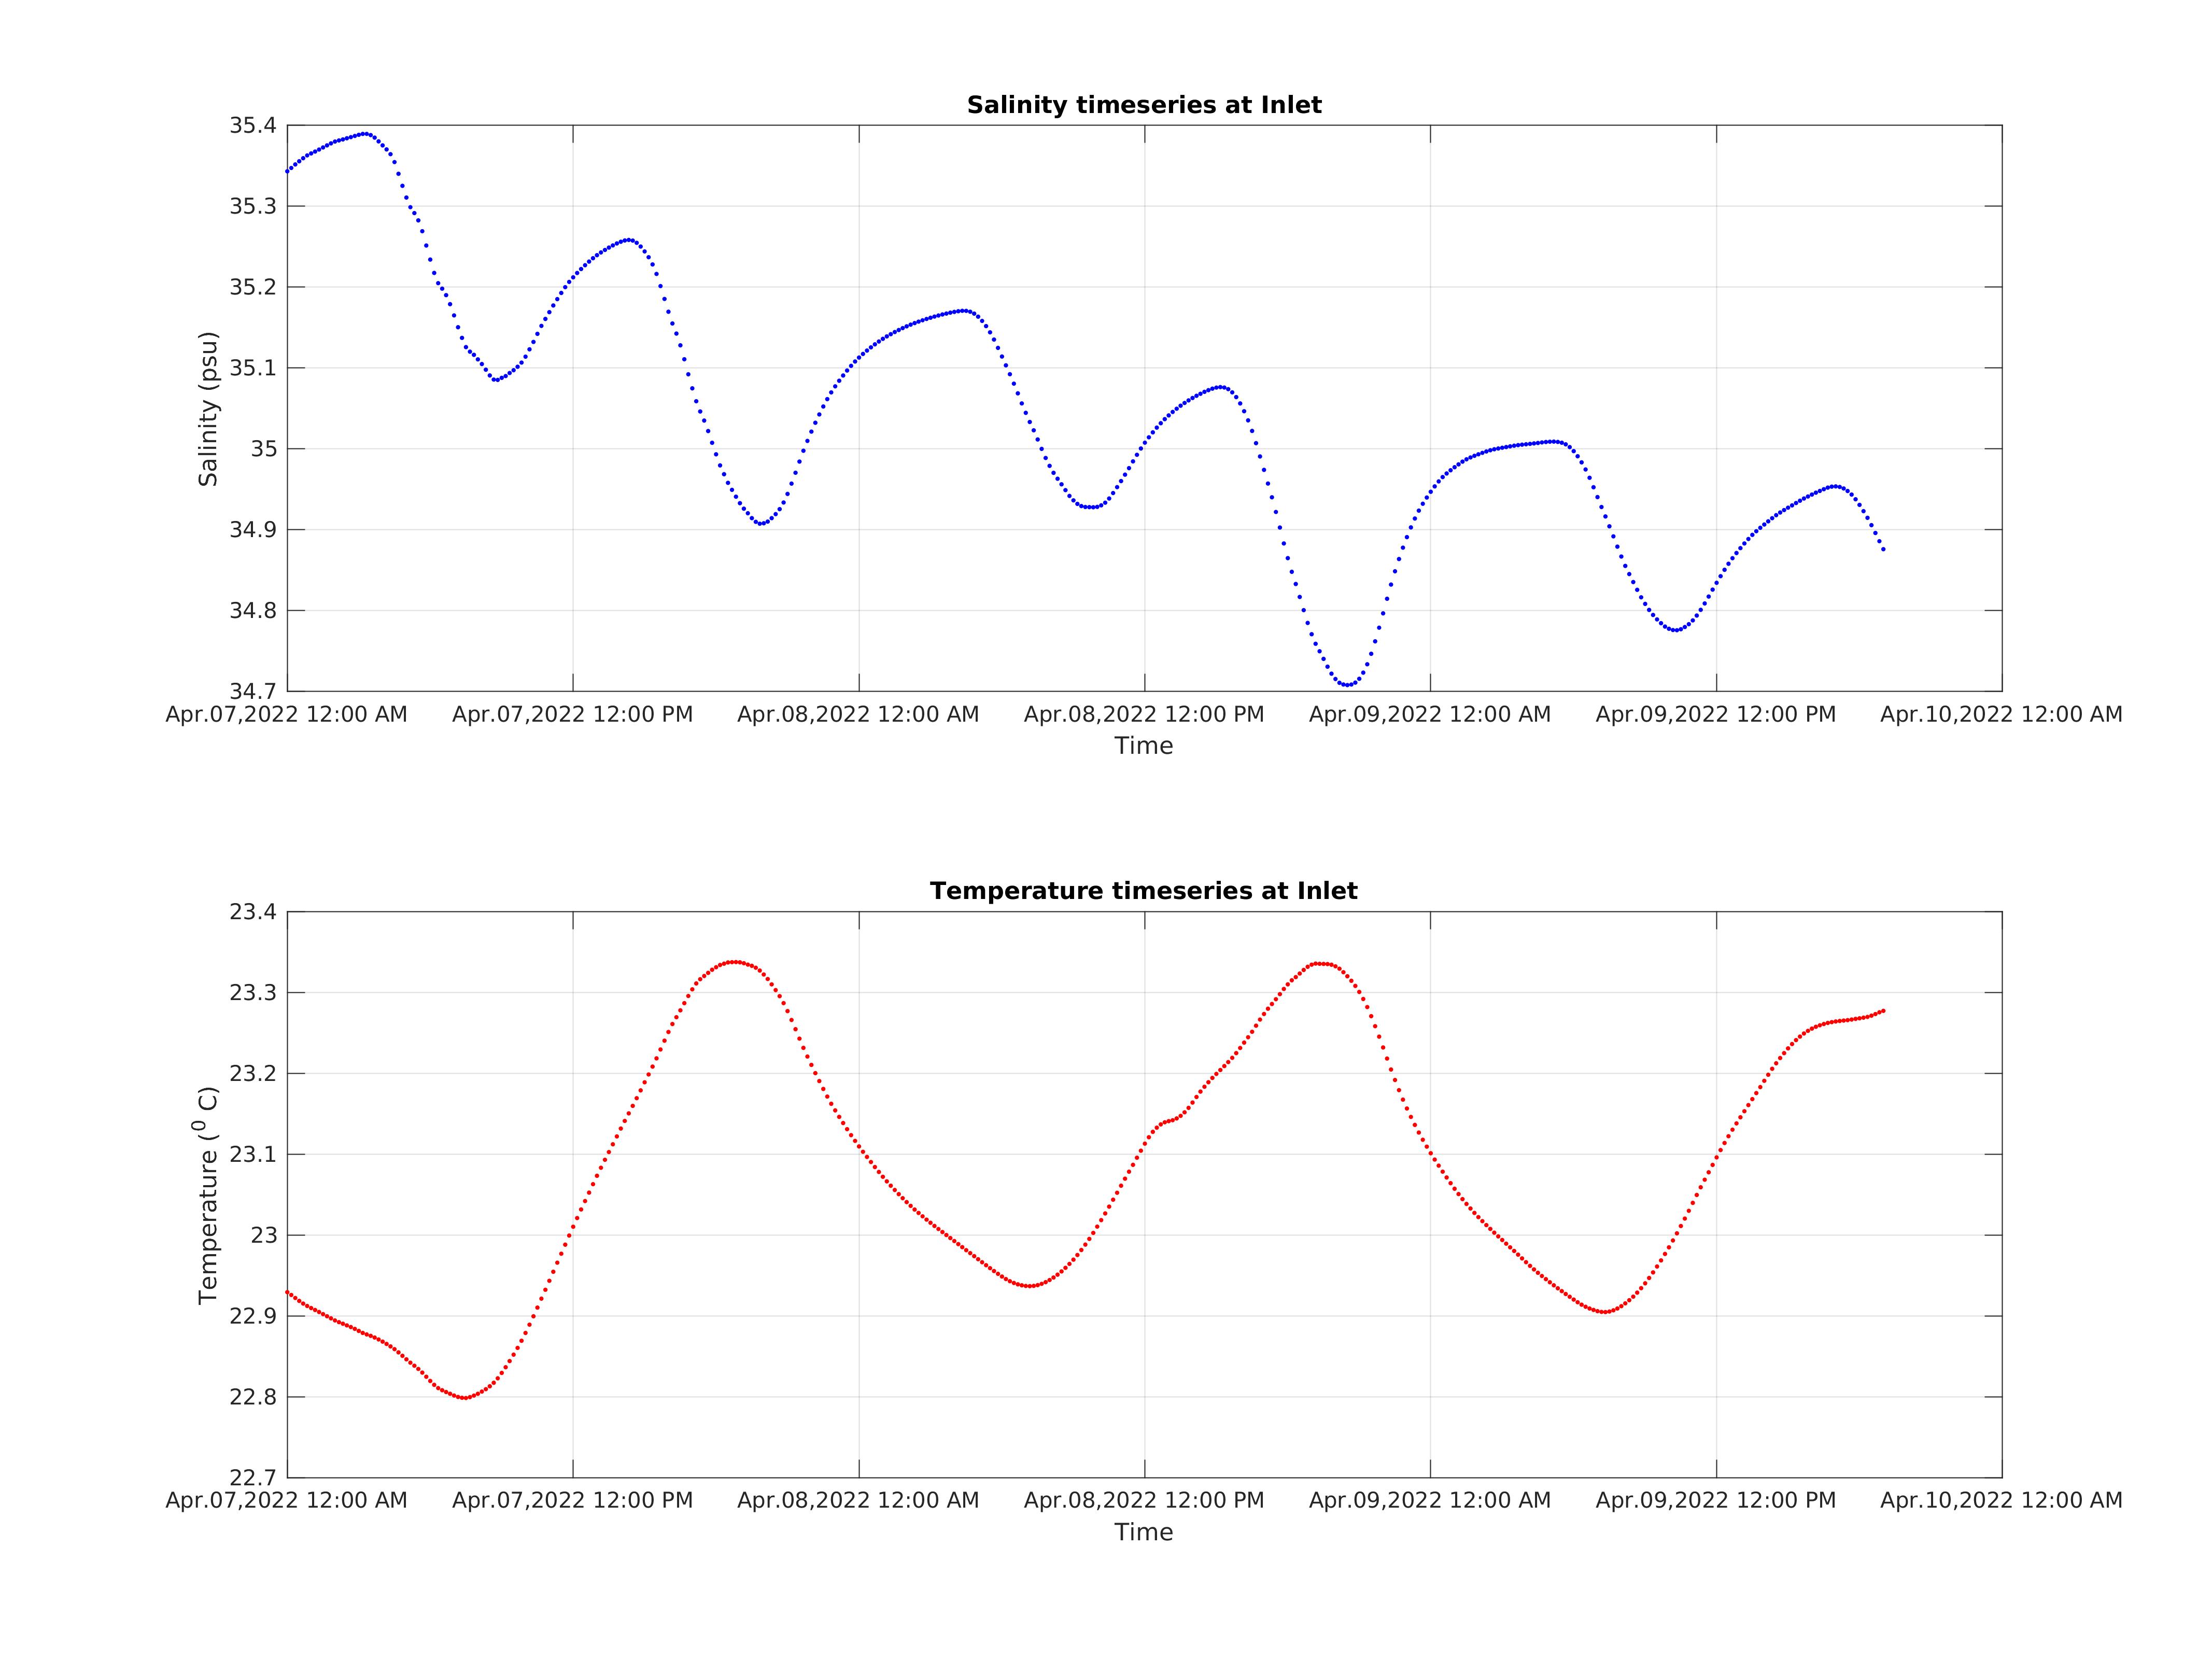 Salinity timeseries at Inlet
35.4
35.3
35.2
35.1
35
34.9
34.8
34.7
Salinity (psu)
Apr.07,2022 12:00 AM Apr.07,2022 12:00 PM Apr.08,2022 12:00 AM Apr.08,2022 12:00 PM Apr.09,2022 12:00 AM Apr.09,2022 12:00 PM Apr.10,2022 12:00 AM
Time
Temperature timeseries at Inlet
23.4
23.3
23.2
23.1
23
22.9
22.8
22.7
Temperature (⁰ C)
Apr.07,2022 12:00 AM Apr.07,2022 12:00 PM Apr.08,2022 12:00 AM Apr.08,2022 12:00 PM Apr.09,2022 12:00 AM Apr.09,2022 12:00 PM Apr.10,2022 12:00 AM
Time